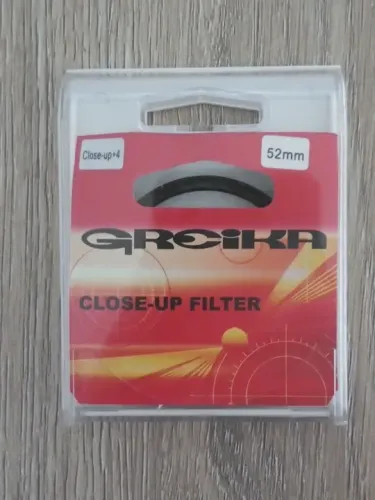 Close-up+4
52mm
GREIKA
CLOSE-UP FILTER